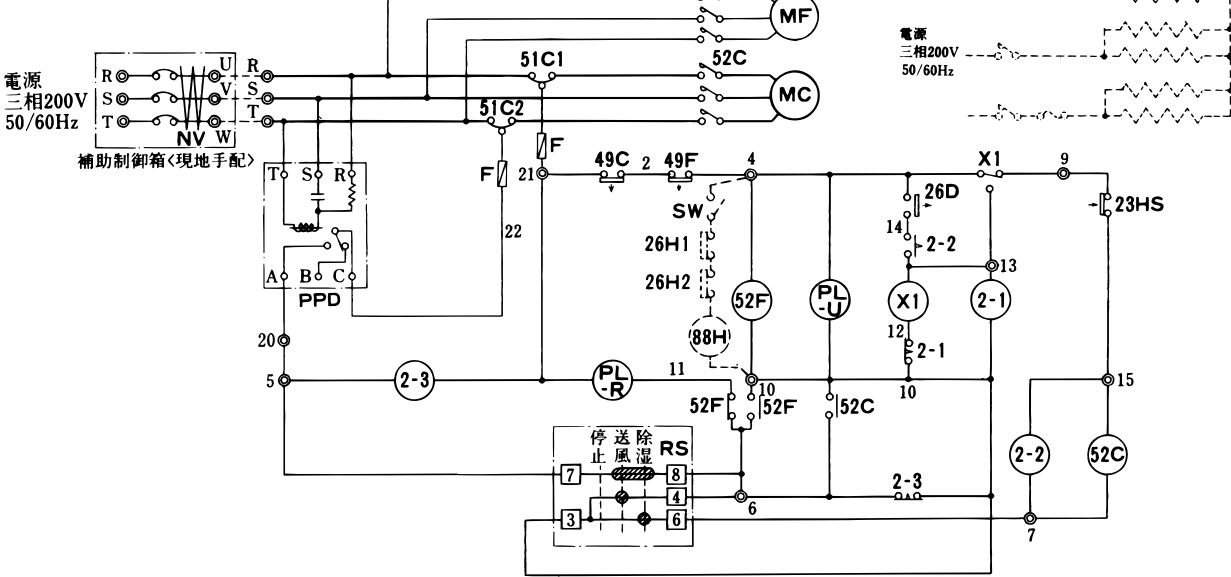 MF
電源
三相200V
50/60Hz
電源
三相200V
50/60Hz
R
S
T
U
V
W
R
S
T
NV
補助制御箱〈現地手配〉
51C1
51C2
52C
MC
F
F
T
S
R
A
B
C
PPD
21
22
20
5
49C
2
49F
4
X1
9
SW
26H1
26H2
88H
52F
PL
-U
26D
14
2-2
13
X1
2-1
12
2-1
23HS
2-3
PL
-R
11
10
10
15
52F
52F
52C
停止
送風
除湿
RS
7
8
4
3
6
6
2-3
2-2
52C
7